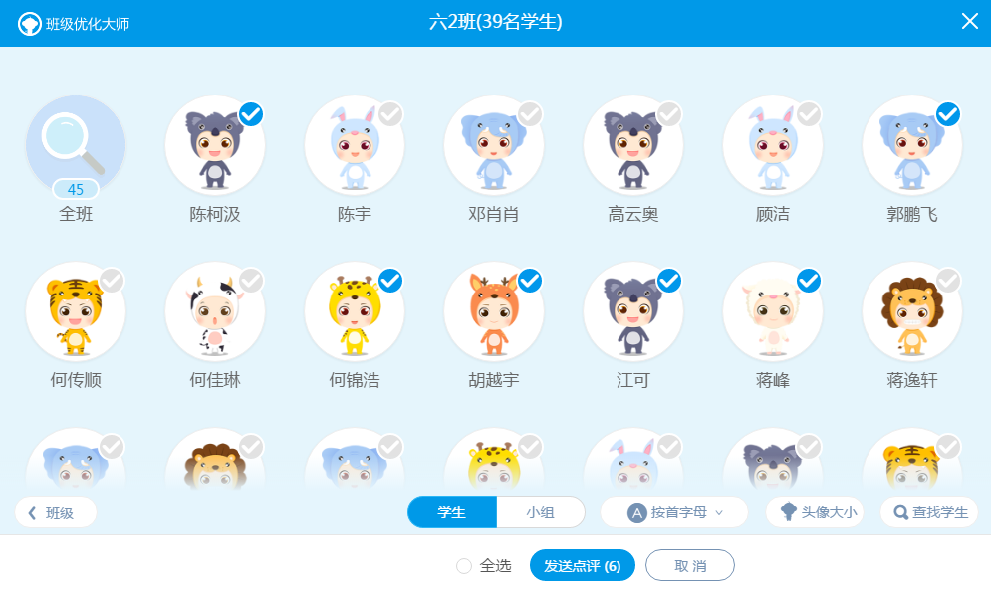 班级优化大师
六2班(39名学生)
45
全班
陈柯汲
陈宇
邓肖肖
高云奥
顾洁
郭鹏飞
何传顺
何佳琳
何锦浩
胡越宇
江可
蒋峰
蒋逸轩
班级
学生
小组
A 按首字母
头像大小
查找学生
全选
发送点评 (6)
取 消